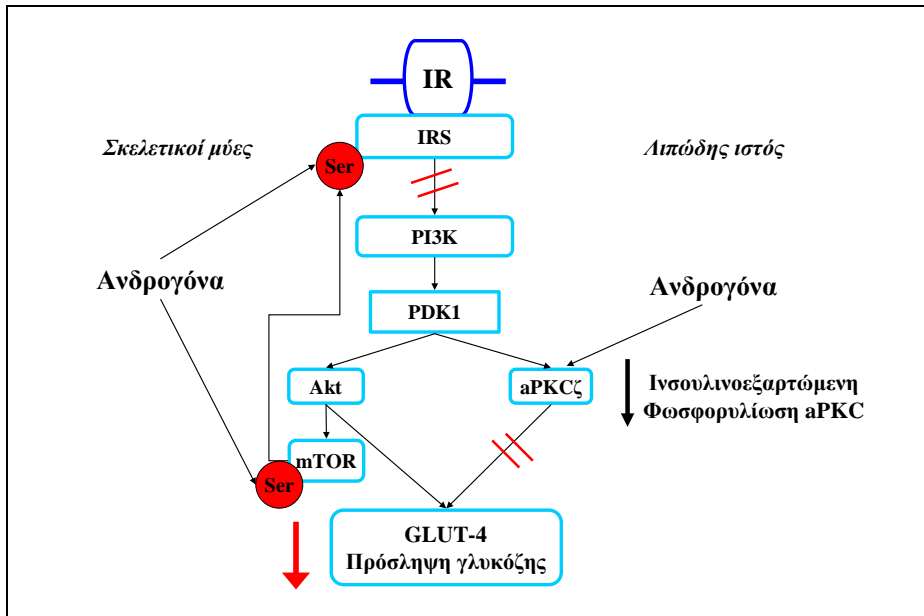 IR
IRS
Σκελετικοί μύες
Λιπώδης ιστός
Ser
PI3K
Ανδρογόνα
Ανδρογόνα
PDK1
Akt
aPKCζ
Ινσουλινοεξαρτώμενη
Φωσφορυλίωση aPKC
mTOR
Ser
GLUT-4
Πρόσληψη γλυκόζης